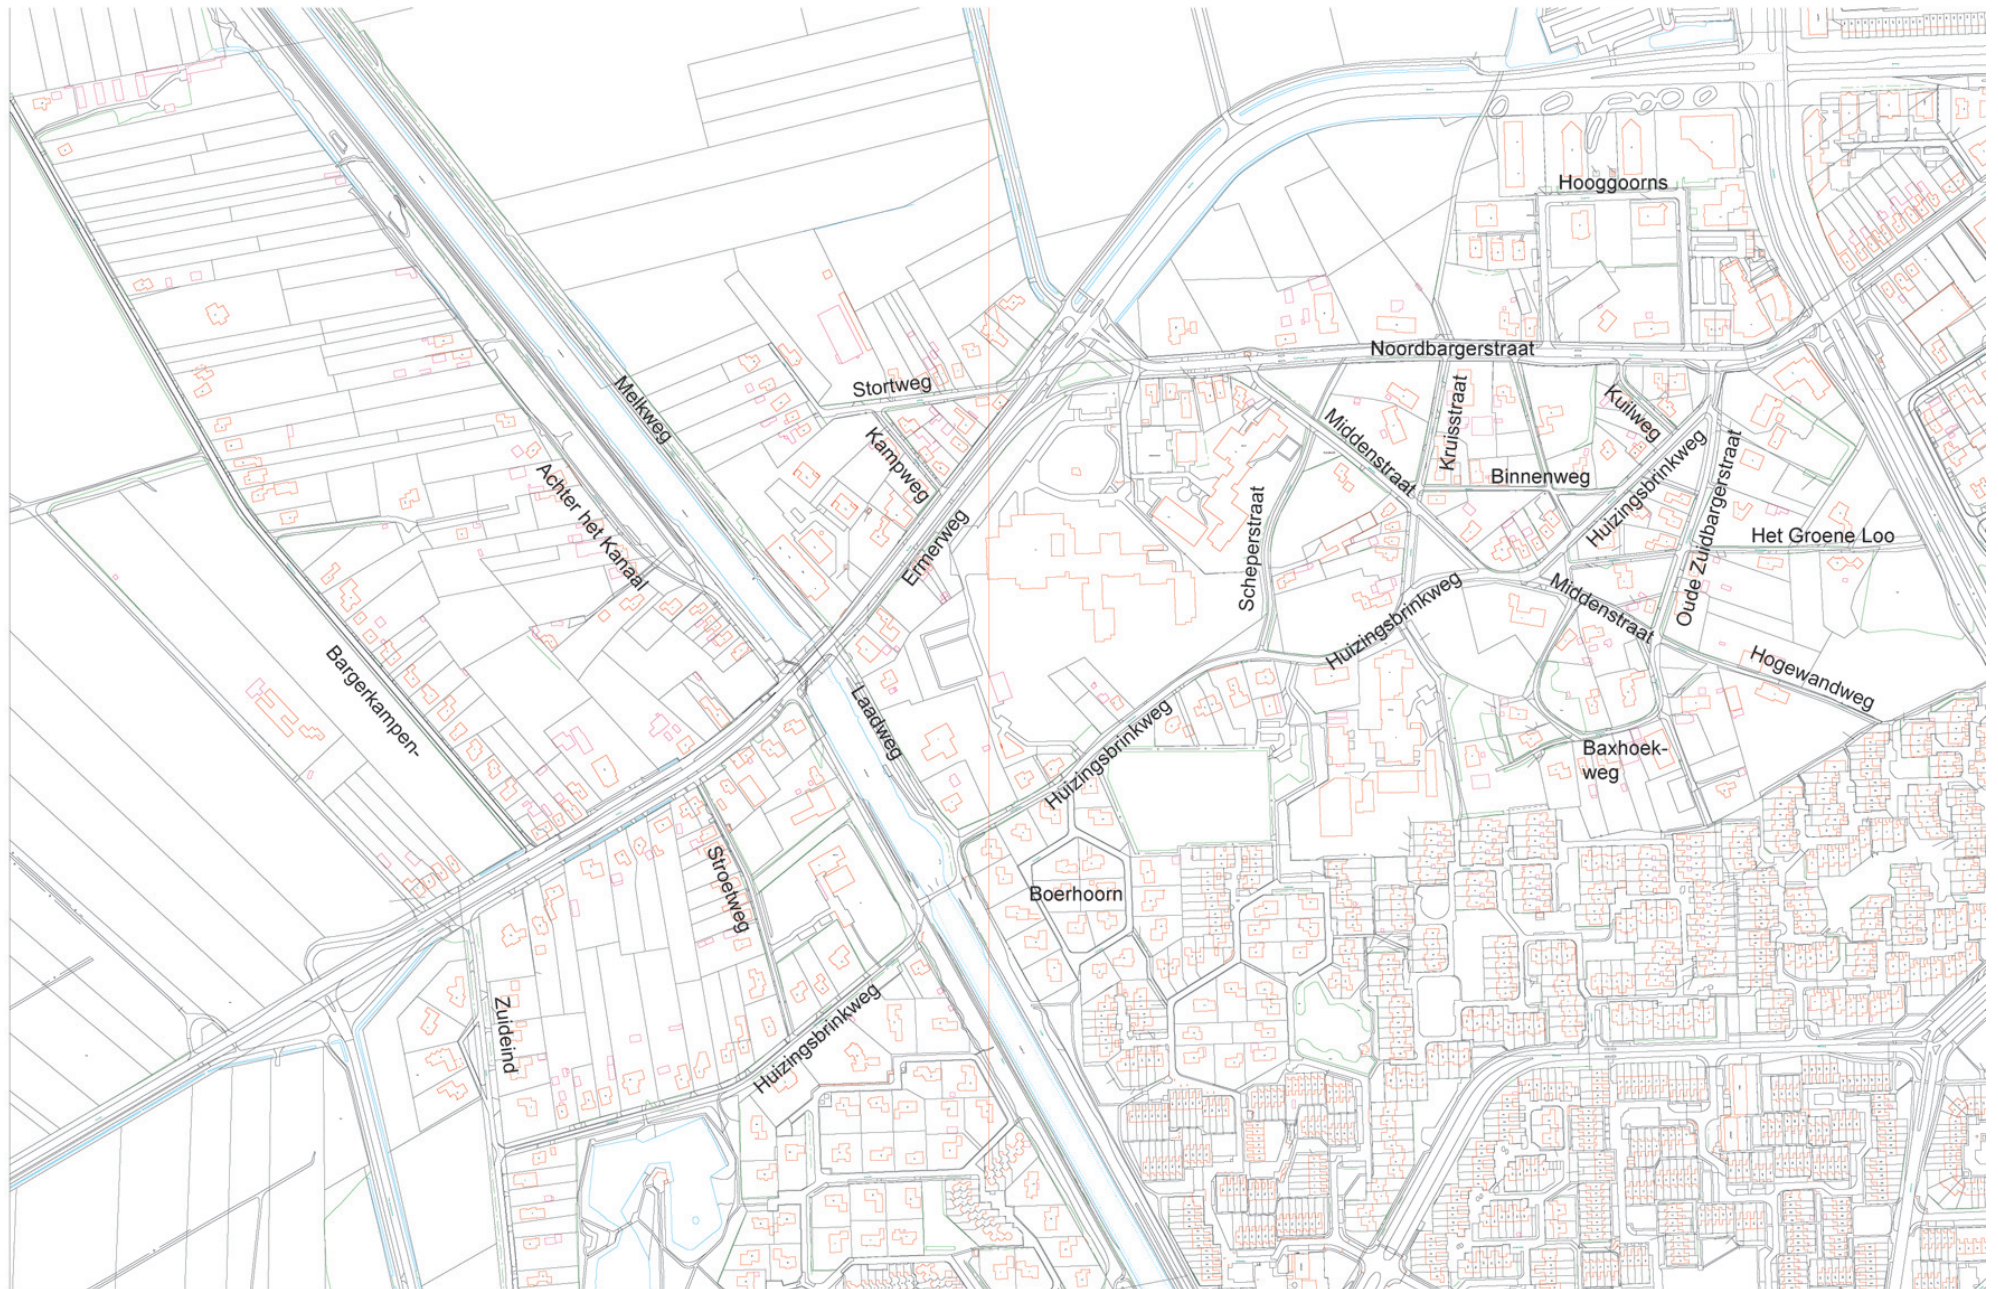 Hooggoorns
Noordbargerstraat
Melkweg
Stortweg
Kampweg
Middenstraat
Kruisstraat
Kuilweg
Binnenweg
Huizingsbrinkweg
Oude Zuidbargerstraat
Het Groene Loo
Achter het Kanaal
Ermerweg
Scheperstraat
Huizingsbrinkweg
Middenstraat
Hogewandweg
Bargerkampen-
Laadweg
Huizingsbrinkweg
Baxhoek-
weg
Stroetweg
Boerhoorn
Zuideind
Huizingsbrinkweg